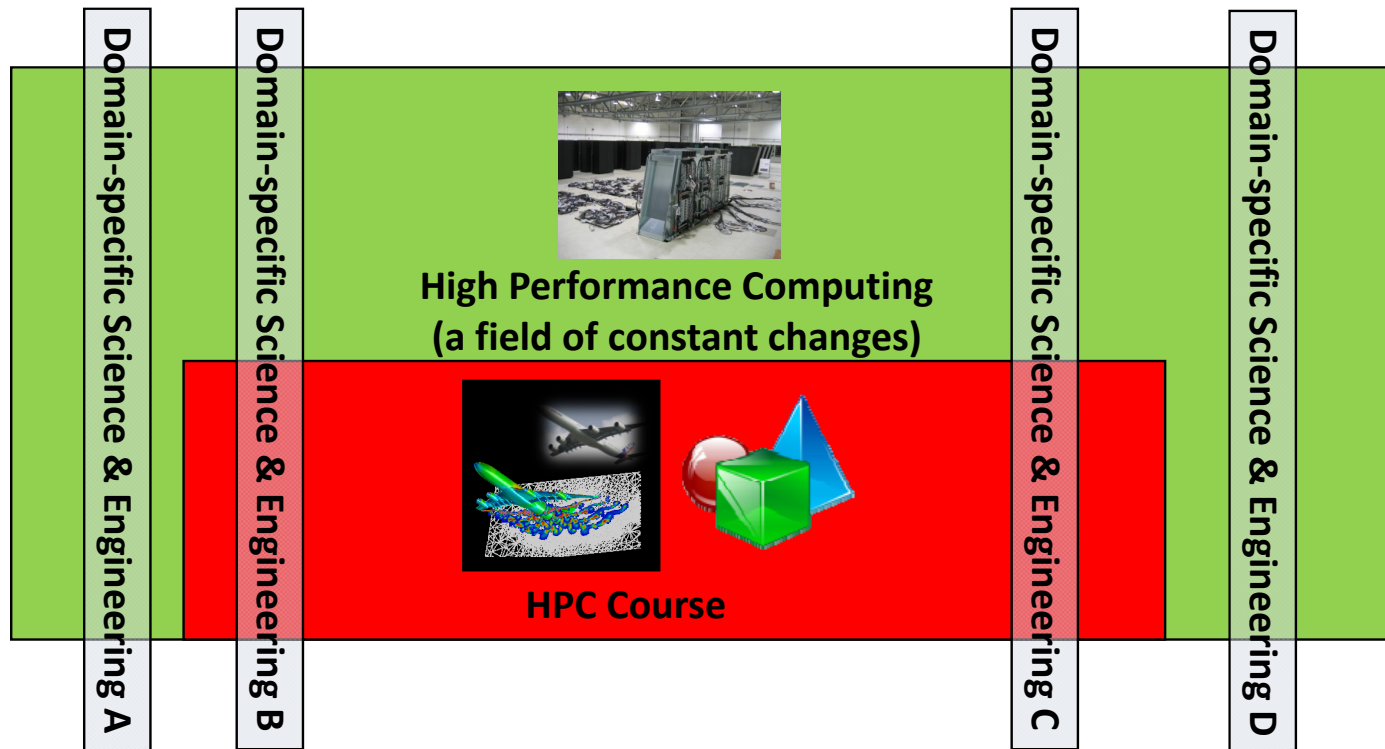 Domain-specific Science & Engineering A
Domain-specific Science & Engineering B
High Performance Computing
(a field of constant changes)
HPC Course
Domain-specific Science & Engineering C
Domain-specific Science & Engineering D